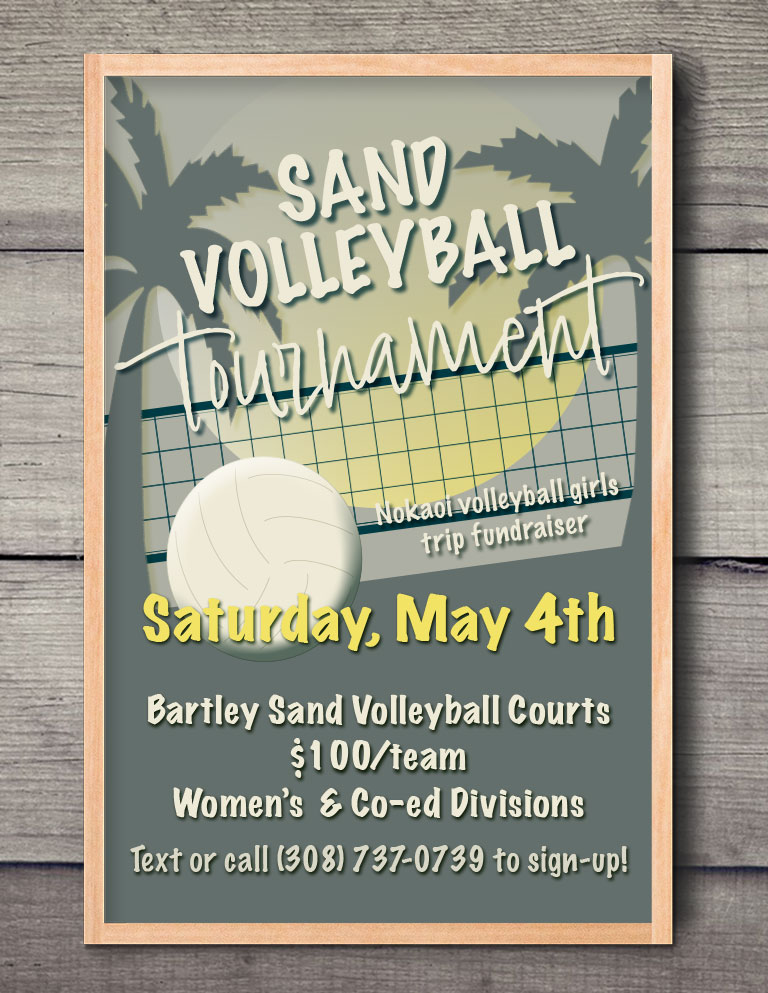 SAND
VOLLEYBALL
tournament
Nokaoi volleyball girls
trip fundraiser
Saturday, May 4th
Bartley Sand Volleyball Courts
$100/team
Women's & Co-ed Divisions
Text or call (308) 737-0739 to sign-up!